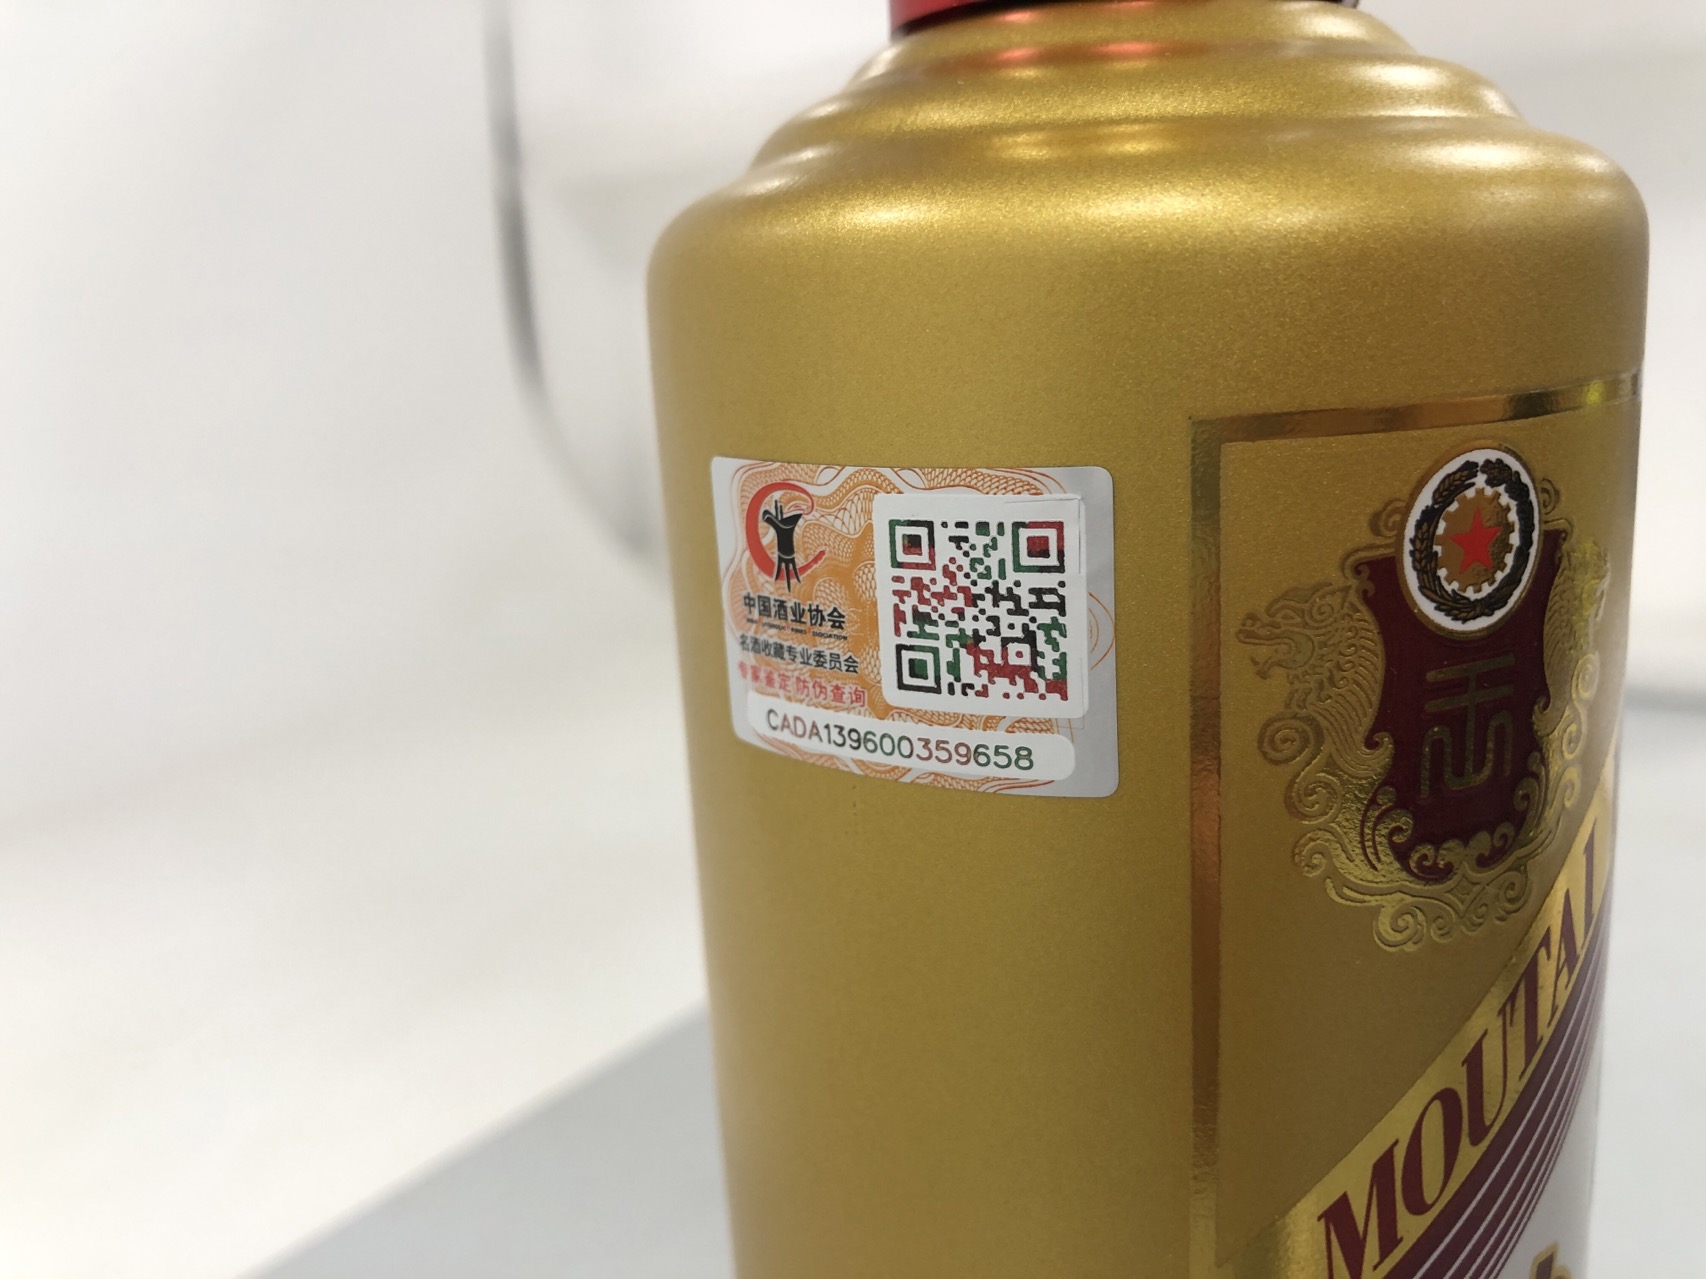 中国酒业协会
名酒收藏专业委员会
专家鉴定 防伪查询
CADA139600359658
MOUTAI